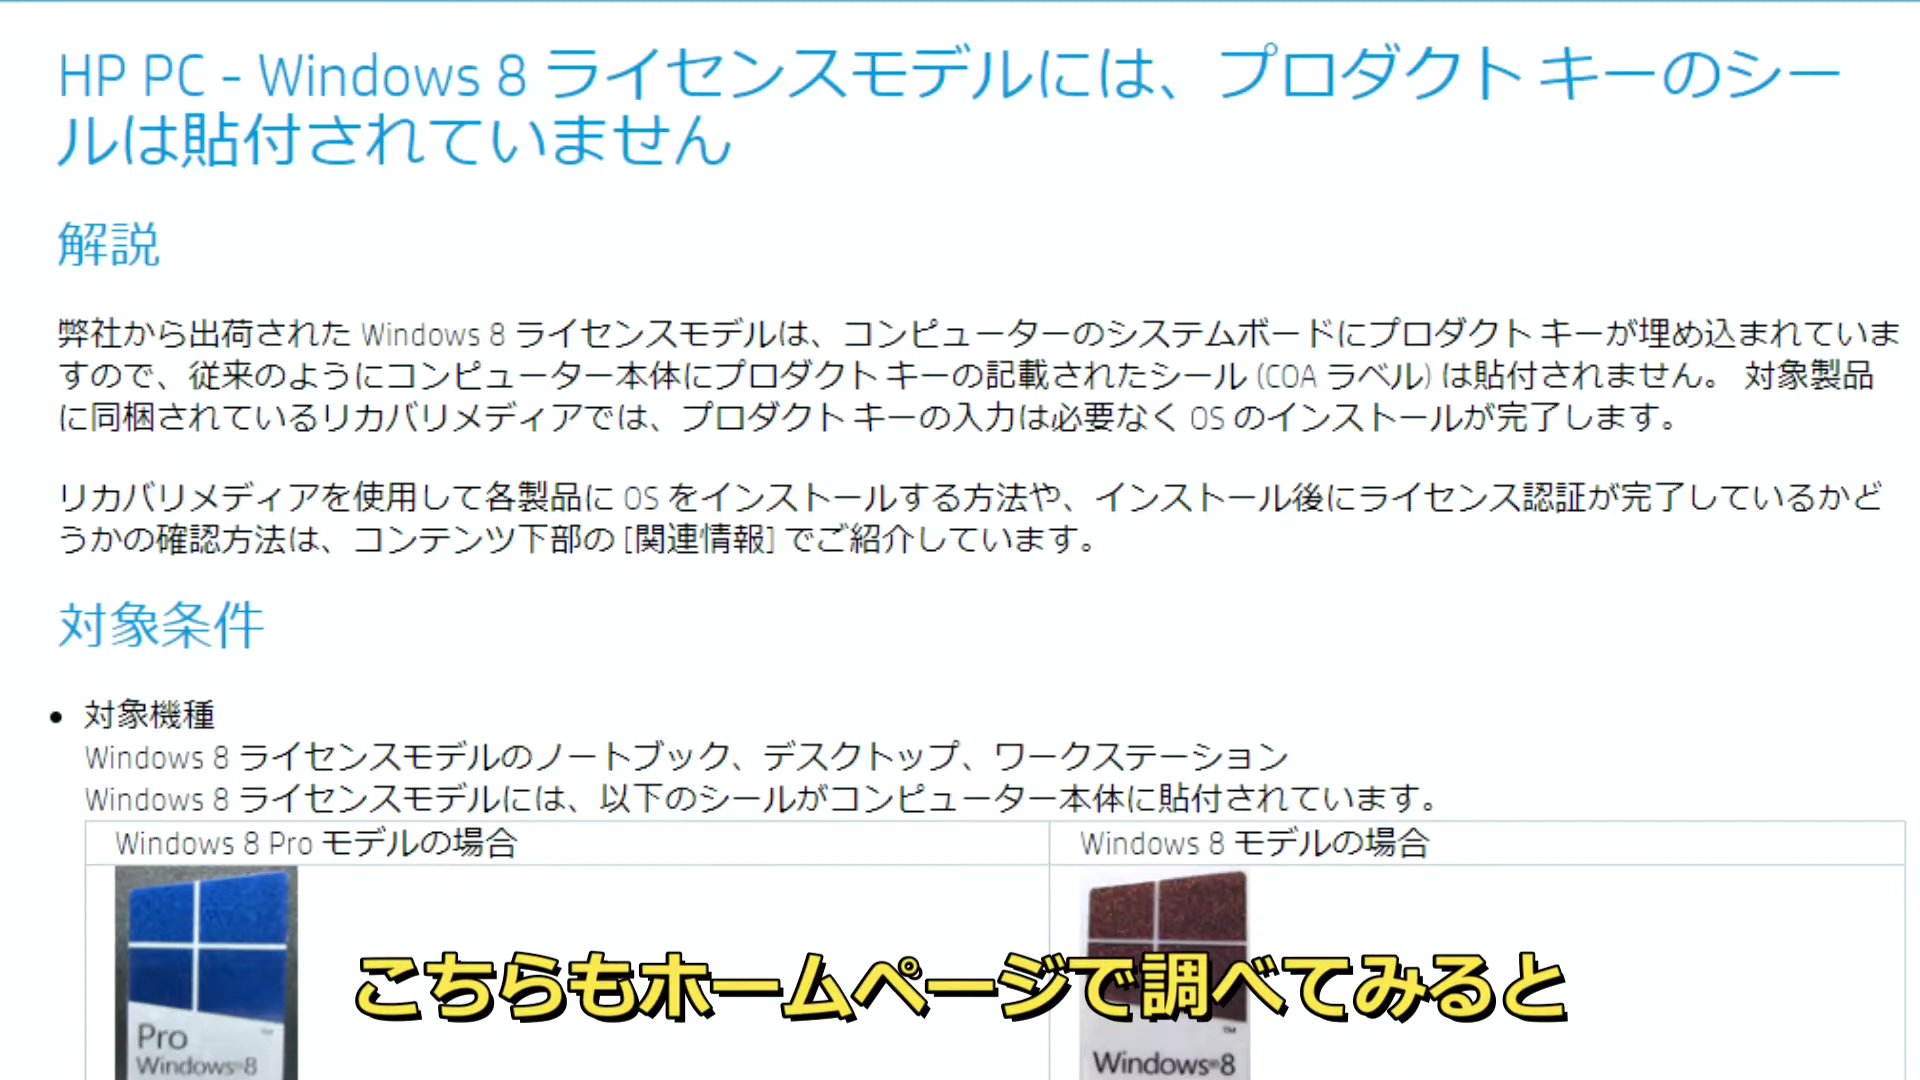 HP PC - Windows 8 ライセンスモデルには、プロダクト キーのシー
ルは貼付されていません
解説
弊社から出荷された Windows 8 ライセンスモデルは、コンピューターのシステムボードにプロダクト キーが埋め込まれていま
すので、従来のようにコンピューター本体にプロダクト キーの記載されたシール (COA ラベル) は貼付されません。 対象製品
に同梱されているリカバリメディアでは、プロダクト キーの入力は必要なく OS のインストールが完了します。
リカバリメディアを使用して各製品に OS をインストールする方法や、インストール後にライセンス認証が完了しているかど
うかの確認方法は、コンテンツ下部の [関連情報] でご紹介しています。
対象条件
• 対象機種
Windows 8 ライセンスモデルのノートブック、デスクトップ、ワークステーション
Windows 8 ライセンスモデルには、以下のシールがコンピューター本体に貼付されています。
Windows 8 Pro モデルの場合
Windows 8 モデルの場合
こちらもホームページで調べてみると
Pro ™
Windows®8
™
Windows®8